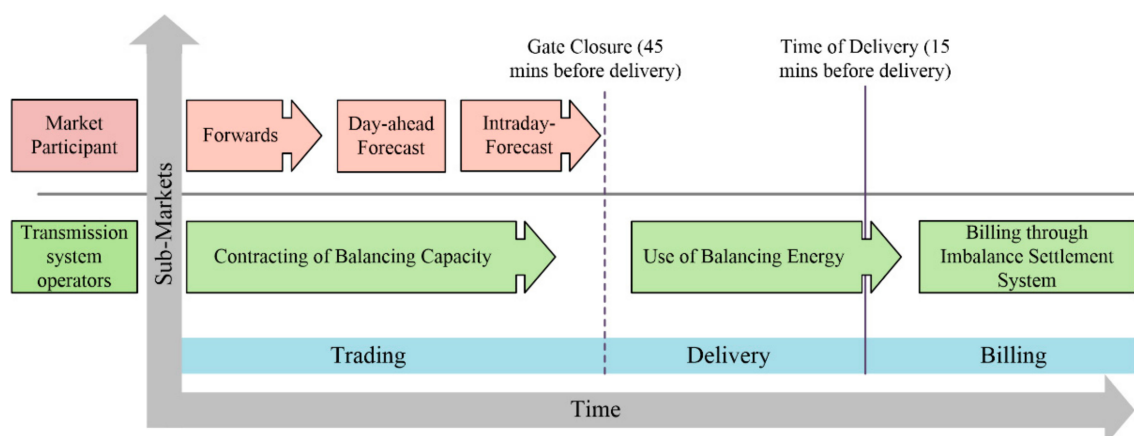 Gate Closure (45
mins before delivery)
Time of Delivery (15
mins before delivery)
Market
Participant
Forwards
Day-ahead
Forecast
Intraday-
Forecast
Sub-Markets
Transmission
system
operators
Contracting of Balancing Capacity
Use of Balancing Energy
Billing through
Imbalance Settlement
System
Trading
Delivery
Billing
Time